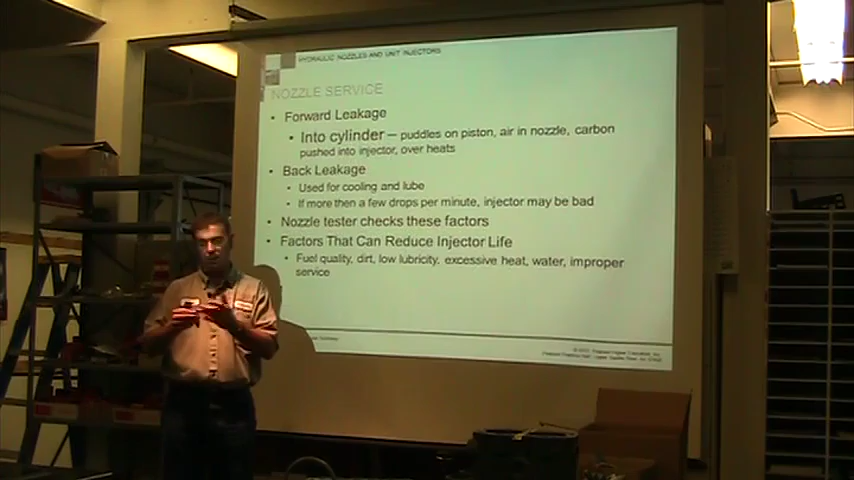 HYDRAULIC NOZZLES AND UNIT INJECTORS
NOZZLE SERVICE
• Forward Leakage
• Into cylinder – puddles on piston, air in nozzle, carbon
pushed into injector, over heats
• Back Leakage
• Used for cooling and lube
• If more then a few drops per minute, injector may be bad
• Nozzle tester checks these factors
• Factors That Can Reduce Injector Life
• Fuel quality, dirt, low lubricity, excessive heat, water, improper
service